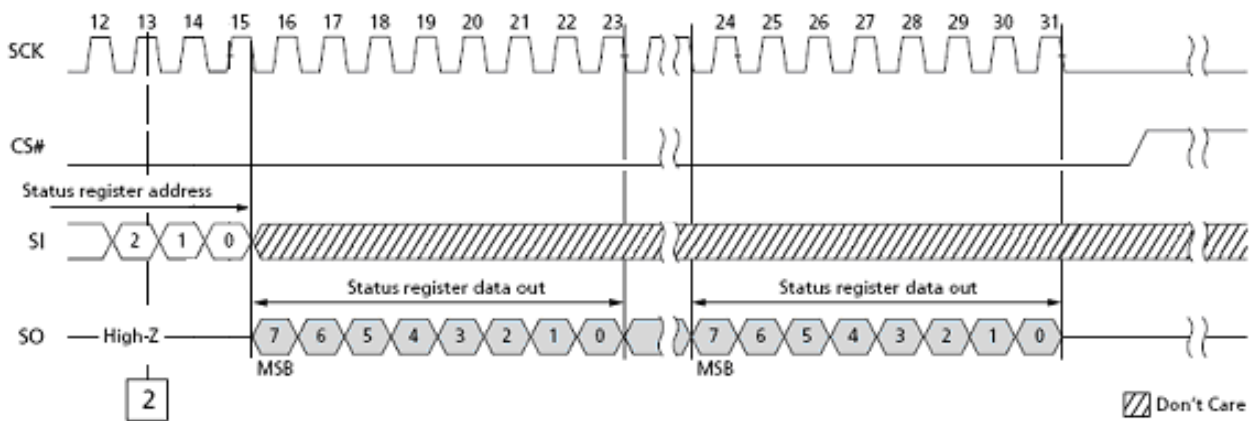 12 13 14 15 16 17 18 19 20 21 22 23 24 25 26 27 28 29 30 31
SCK
CS#
Status register address
SI 2 1 0
Status register data out Status register data out
SO High-Z 7 6 5 4 3 2 1 0 7 6 5 4 3 2 1 0
MSB MSB
2
Don't Care